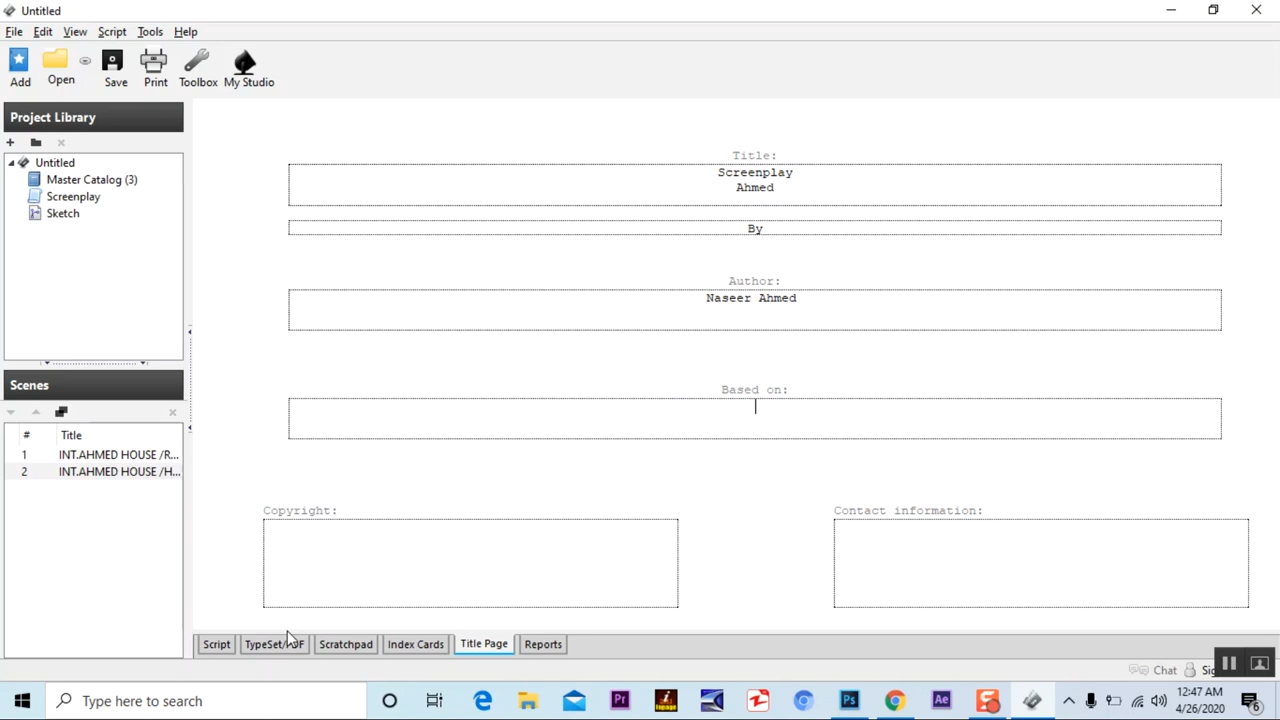 Untitled
File Edit View Script Tools Help
Add Open Save Print Toolbox My Studio
Project Library
Untitled
Master Catalog (3)
Screenplay
Sketch
Scenes
# Title
1 INT.AHMED HOUSE /R...
2 INT.AHMED HOUSE /H...
Title:
Screenplay
Ahmed
By
Author:
Naseer Ahmed
Based on:
Copyright:
Contact information:
Script TypeSet/PDF Scratchpad Index Cards Title Page Reports
Chat
Type here to search
12:47 AM
4/26/2020
6